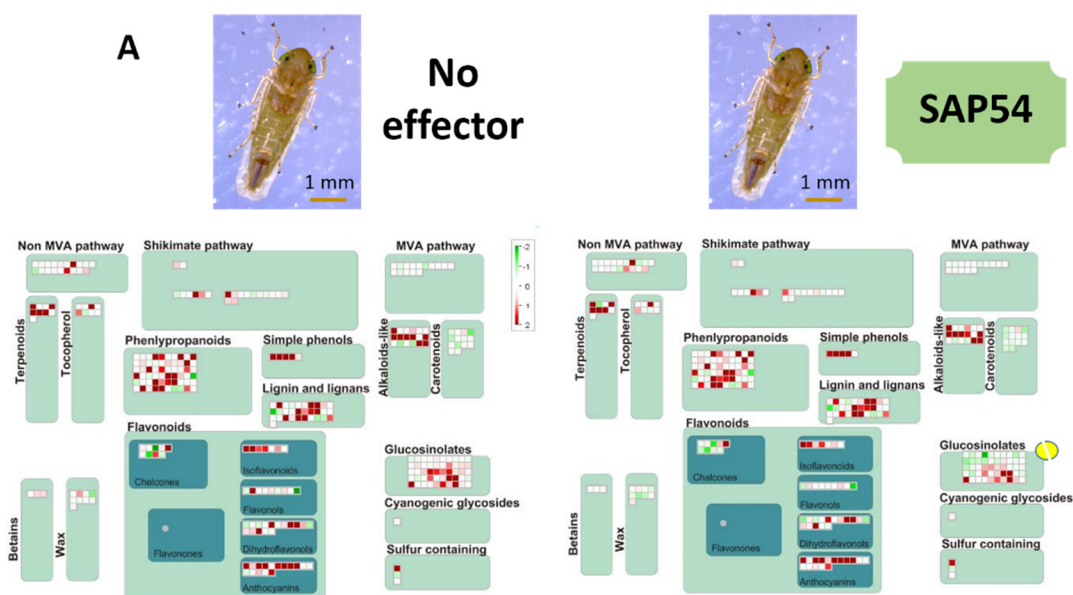 A
No
effector
1 mm
SAP54
1 mm
Non MVA pathway
Shikimate pathway
MVA pathway
-2
-1
0
1
2
Terpenoids
Tocopherol
Phenlypropanoids
Simple phenols
Lignin and lignans
Alkaloids-like
Carotenoids
Flavonoids
Chalcones
Isoflavonoids
Flavonols
Flavonones
Dihydroflavonols
Anthocyanins
Glucosinolates
Cyanogenic glycosides
Sulfur containing
Betains
Wax
Non MVA pathway
Shikimate pathway
MVA pathway
Terpenoids
Tocopherol
Phenlypropanoids
Simple phenols
Lignin and lignans
Alkaloids-like
Carotenoids
Flavonoids
Chalcones
Isoflavonoids
Flavonols
Flavonones
Dihydroflavonols
Anthocyanins
Glucosinolates
Cyanogenic glycosides
Sulfur containing
Betains
Wax